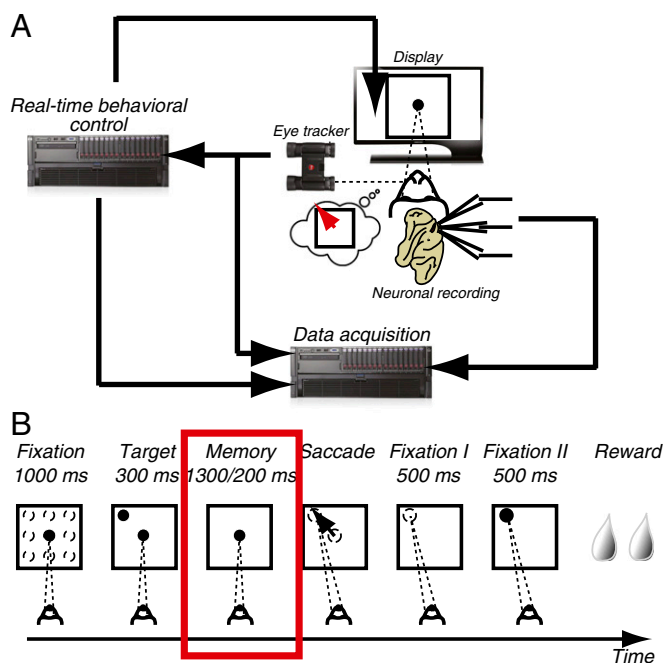 A
Display
Real-time behavioral
control
Eye tracker
Neuronal recording
Data acquisition
B
Fixation
1000 ms
Target
300 ms
Memory
1300/200 ms
Saccade
Fixation I
500 ms
Fixation II
500 ms
Reward
Time